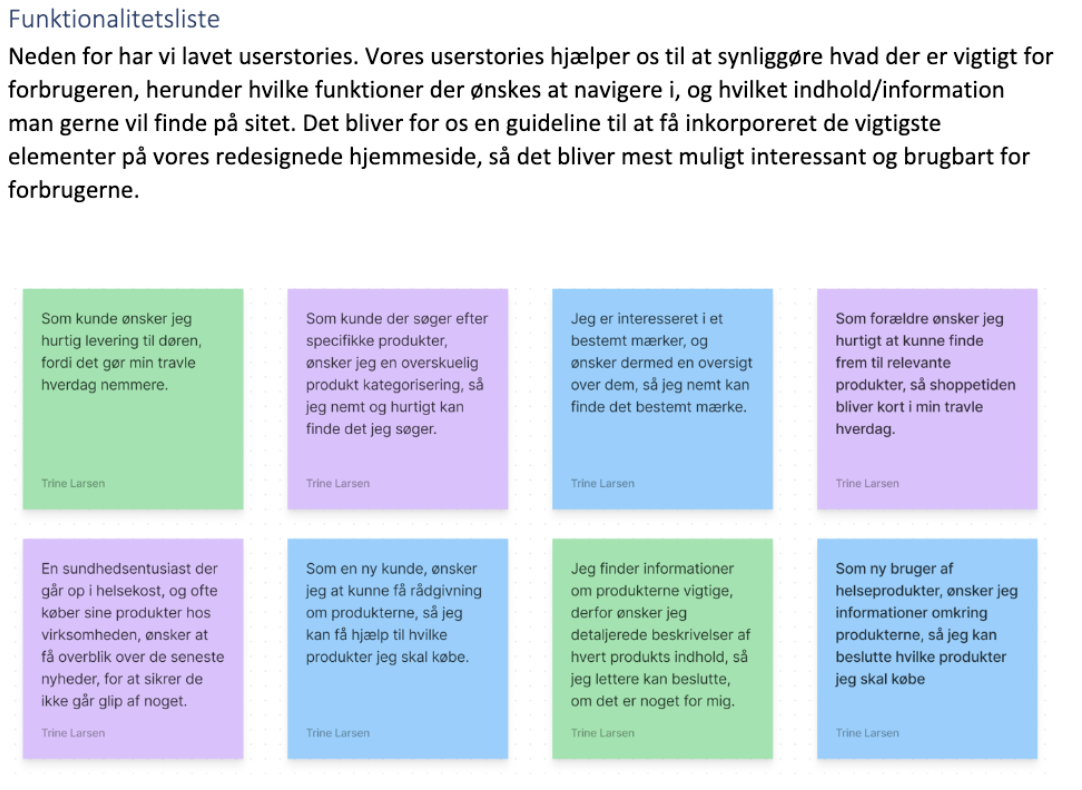 Funktionalitetsliste
Neden for har vi lavet userstories. Vores userstories hjælper os til at synliggøre hvad der er vigtigt for
forbrugeren, herunder hvilke funktioner der ønskes at navigere i, og hvilket indhold/information
man gerne vil finde på sitet. Det bliver for os en guideline til at få inkorporeret de vigtigste
elementer på vores redesignede hjemmeside, så det bliver mest muligt interessant og brugbart for
forbrugerne.
Som kunde ønsker jeg
hurtig levering til døren,
fordi det gør min travle
hverdag nemmere.
Trine Larsen
Som kunde der søger efter
specifikke produkter,
ønsker jeg en overskuelig
produkt kategorisering, så
jeg nemt og hurtigt kan
finde det jeg søger.
Trine Larsen
Jeg er interesseret i et
bestemt mærker, og
ønsker dermed en oversigt
over dem, så jeg nemt kan
finde det bestemt mærke.
Trine Larsen
Som forældre ønsker jeg
hurtigt at kunne finde
frem til relevante
produkter, så shoppetiden
bliver kort i min travle
hverdag.
Trine Larsen
En sundhedsentusiast der
går op i helsekost, og ofte
køber sine produkter hos
virksomheden, ønsker at
få overblik over de seneste
nyheder, for at sikrer de
ikke går glip af noget.
Trine Larsen
Som en ny kunde, ønsker
jeg at kunne få rådgivning
om produkterne, så jeg
kan få hjælp til hvilke
produkter jeg skal købe.
Trine Larsen
Jeg finder informationer
om produkterne vigtige,
derfor ønsker jeg
detaljerede beskrivelser af
hvert produkts indhold, så
jeg lettere kan beslutte,
om det er noget for mig.
Trine Larsen
Som ny bruger af
helseprodukter, ønsker jeg
informationer omkring
produkterne, så jeg kan
beslutte hvilke produkter
jeg skal købe
Trine Larsen